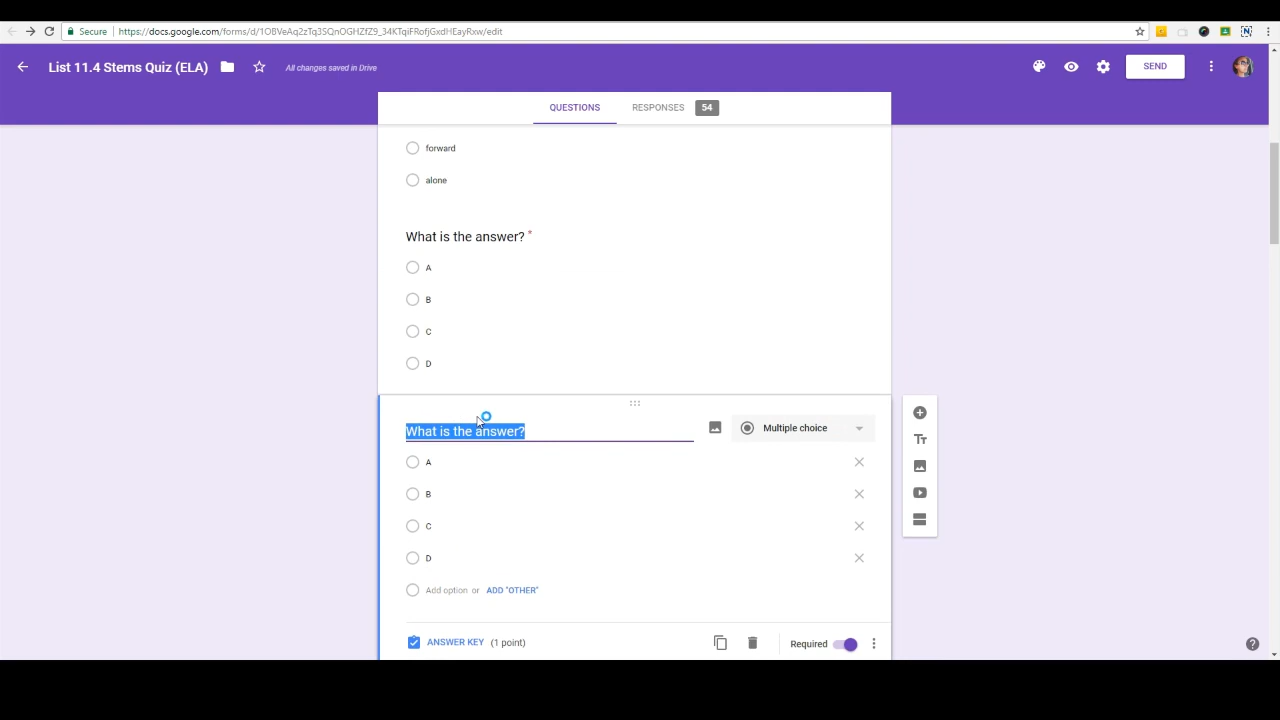 Secure https://docs.google.com/forms/d/1OBVeAq2zTq3SQnOGHZfZ9_34KTqiFRofjGxdHEayRxw/edit
List 11.4 Stems Quiz (ELA) All changes saved in Drive SEND
QUESTIONS RESPONSES 54
forward
alone
What is the answer? *
A
B
C
D
What is the answer? Multiple choice
A
B
C
D
Add option or ADD "OTHER"
ANSWER KEY (1 point) Required